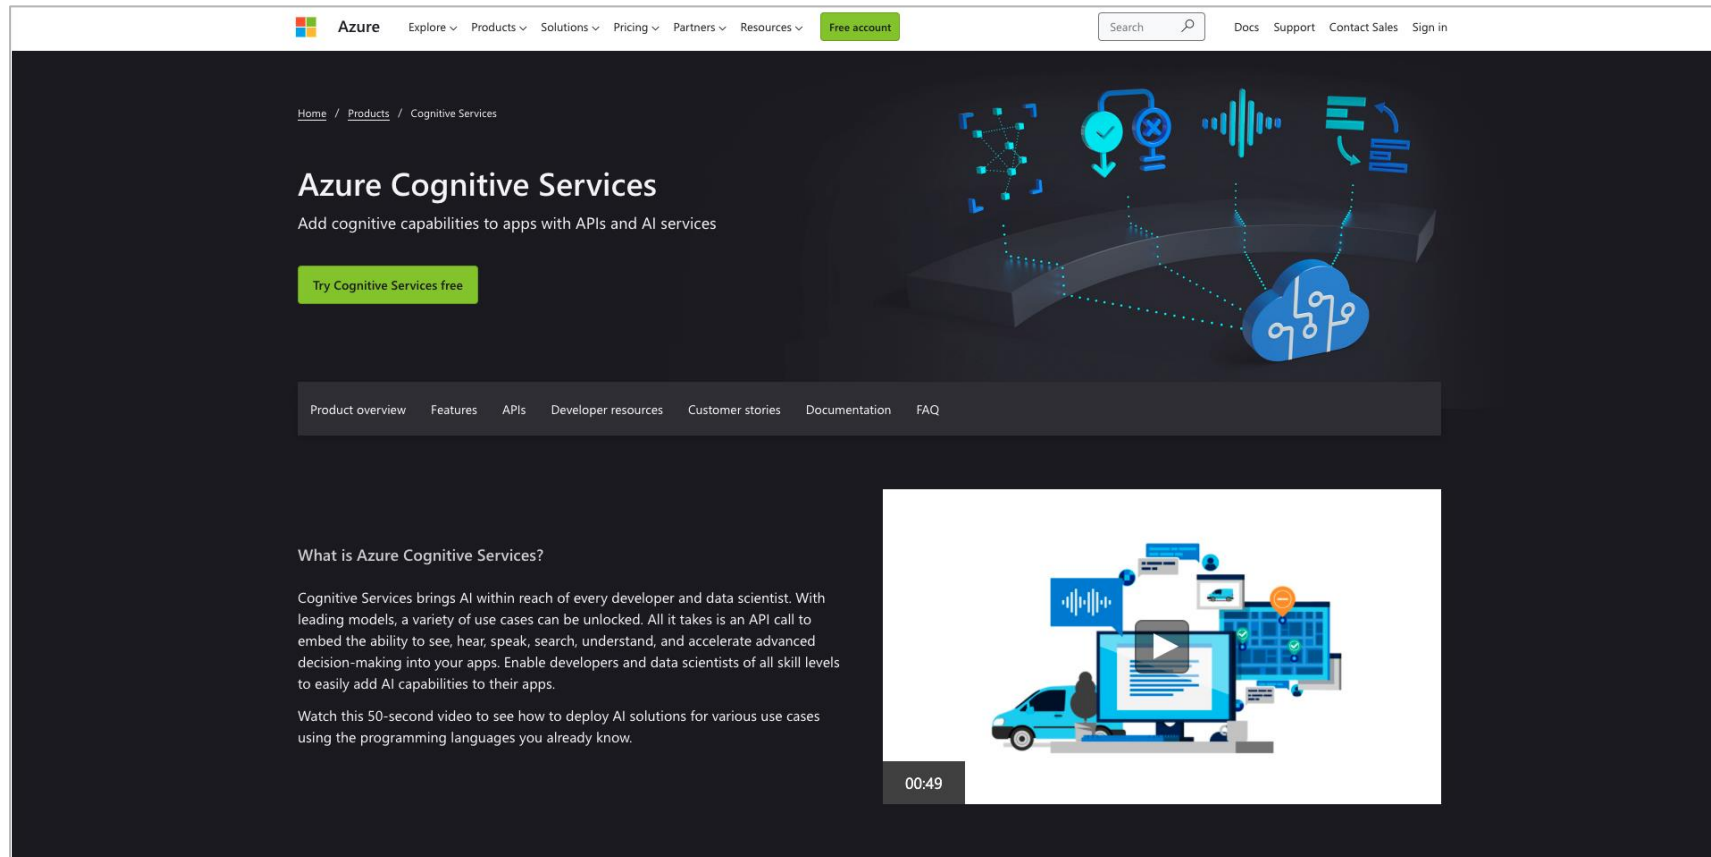 Azure Explore Products Solutions Pricing Partners Resources Free account Search Docs Support Contact Sales Sign in
Home / Products / Cognitive Services
Azure Cognitive Services
Add cognitive capabilities to apps with APIs and AI services
Try Cognitive Services free
Product overview Features APIs Developer resources Customer stories Documentation FAQ
What is Azure Cognitive Services?
Cognitive Services brings AI within reach of every developer and data scientist. With
leading models, a variety of use cases can be unlocked. All it takes is an API call to
embed the ability to see, hear, speak, search, understand, and accelerate advanced
decision-making into your apps. Enable developers and data scientists of all skill levels
to easily add AI capabilities to their apps.
Watch this 50-second video to see how to deploy AI solutions for various use cases
using the programming languages you already know.
00:49